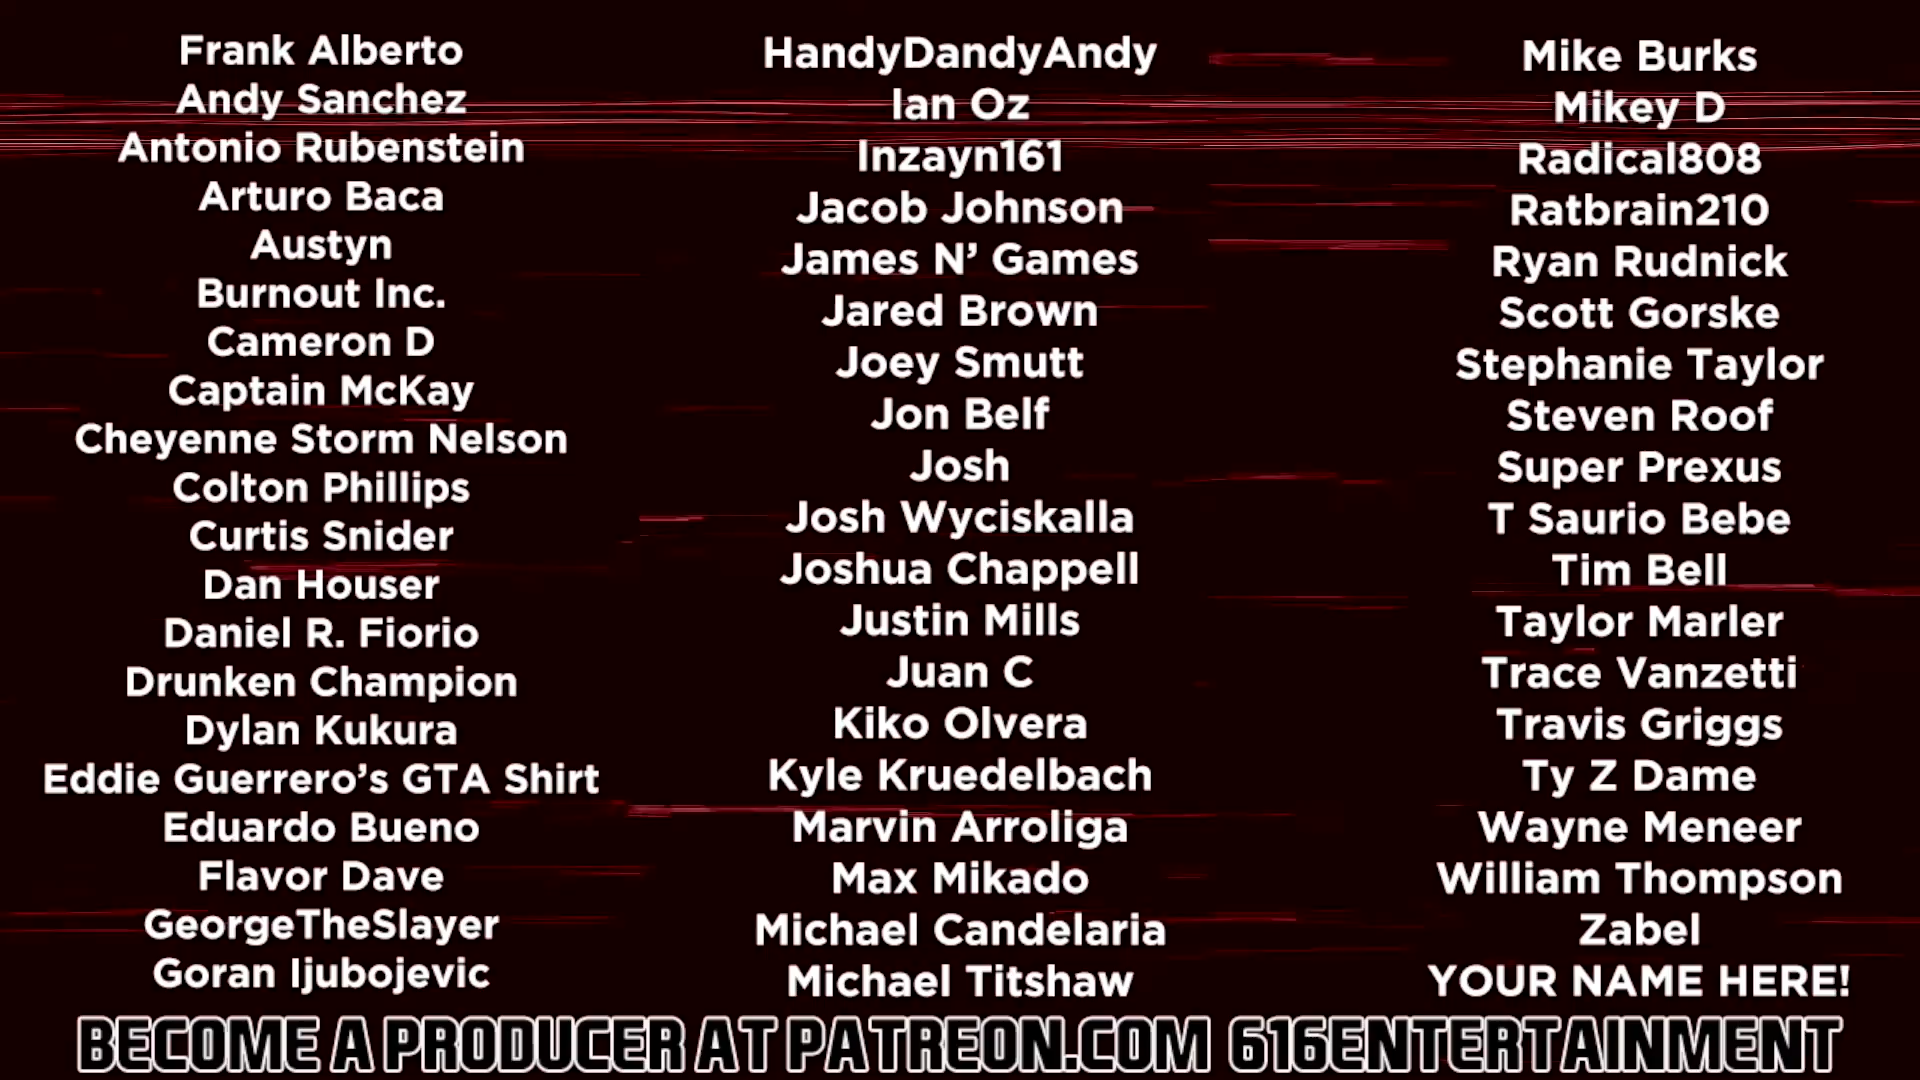 Frank Alberto
Andy Sanchez
Antonio Rubenstein
Arturo Baca
Austyn
Burnout Inc.
Cameron D
Captain McKay
Cheyenne Storm Nelson
Colton Phillips
Curtis Snider
Dan Houser
Daniel R. Fiorio
Drunken Champion
Dylan Kukura
Eddie Guerrero’s GTA Shirt
Eduardo Bueno
Flavor Dave
GeorgeTheSlayer
Goran Ijubojevic
HandyDandyAndy
Ian Oz
Inzayn161
Jacob Johnson
James N’ Games
Jared Brown
Joey Smutt
Jon Belf
Josh
Josh Wyciskalla
Joshua Chappell
Justin Mills
Juan C
Kiko Olvera
Kyle Kruedelbach
Marvin Arroliga
Max Mikado
Michael Candelaria
Michael Titshaw
Mike Burks
Mikey D
Radical808
Ratbrain210
Ryan Rudnick
Scott Gorske
Stephanie Taylor
Steven Roof
Super Prexus
T Saurio Bebe
Tim Bell
Taylor Marler
Trace Vanzetti
Travis Griggs
Ty Z Dame
Wayne Meneer
William Thompson
Zabel
YOUR NAME HERE!
BECOME A PRODUCER AT PATREON.COM 616ENTERTAINMENT